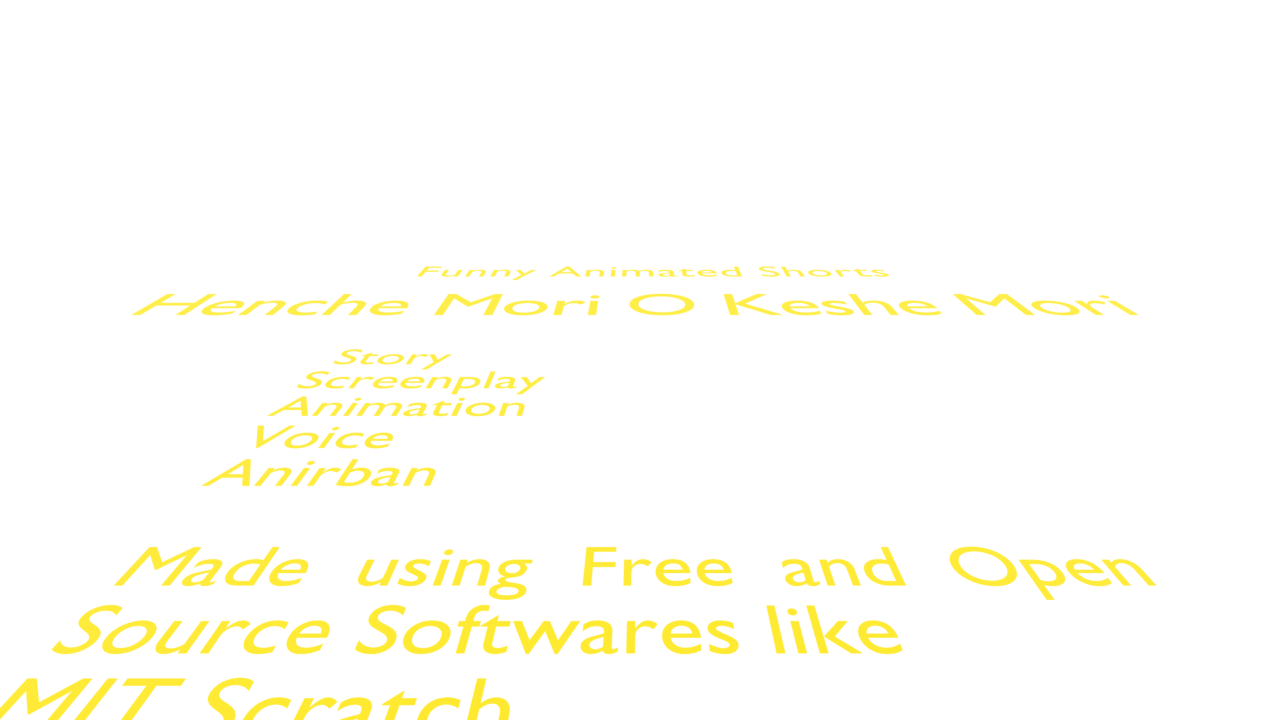 Funny Animated Shorts
Henche Mori O Keshe Mori
Story
Screenplay
Animation
Voice
Anirban
Made using Free and Open
Source Softwares like
MIT Scratch